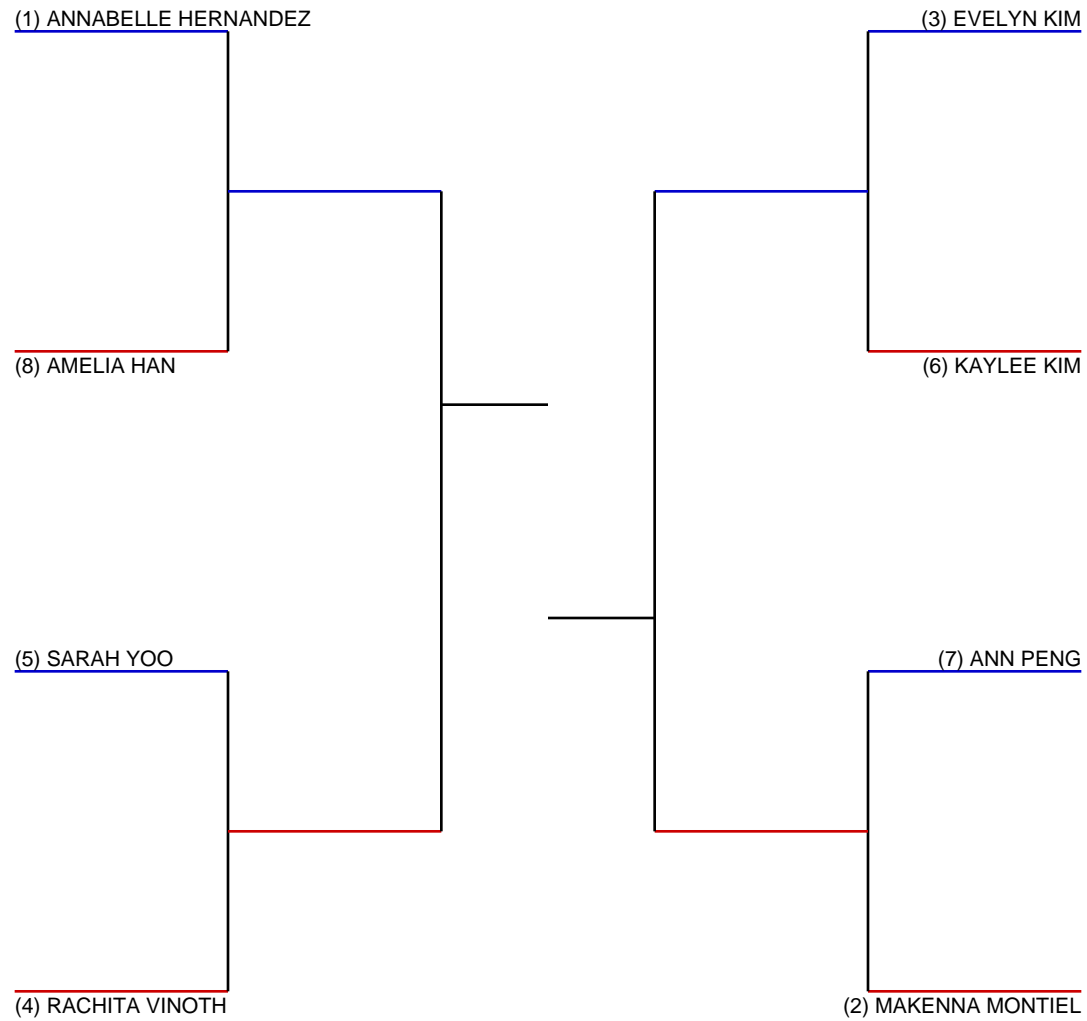 (1) ANNABELLE HERNANDEZ
(3) EVELYN KIM
(8) AMELIA HAN
(6) KAYLEE KIM
(5) SARAH YOO
(7) ANN PENG
(4) RACHITA VINOTH
(2) MAKENNA MONTIEL